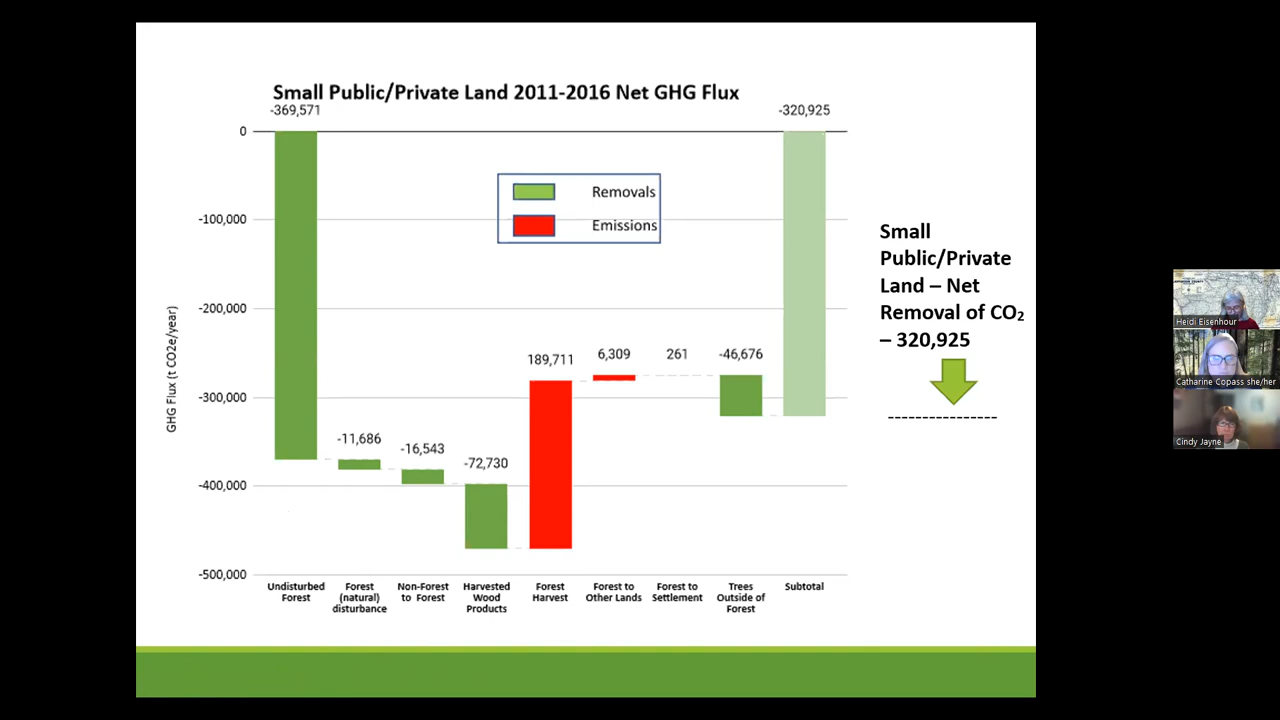 Small Public/Private Land 2011-2016 Net GHG Flux
-369,571
-320,925
0
-100,000
-200,000
-300,000
-400,000
-500,000
GHG Flux (t CO2e/year)
Removals
Emissions
-11,686
-16,543
-72,730
189,711
6,309
261
-46,676
Undisturbed
Forest
Forest
(natural)
disturbance
Non-Forest
to Forest
Harvested
Wood
Products
Forest
Harvest
Forest to
Other Lands
Forest to
Settlement
Trees
Outside of
Forest
Subtotal
Small
Public/Private
Land – Net
Removal of CO₂
– 320,925
Heidi Eisenhour
Catharine Copass she/her
Cindy Jayne